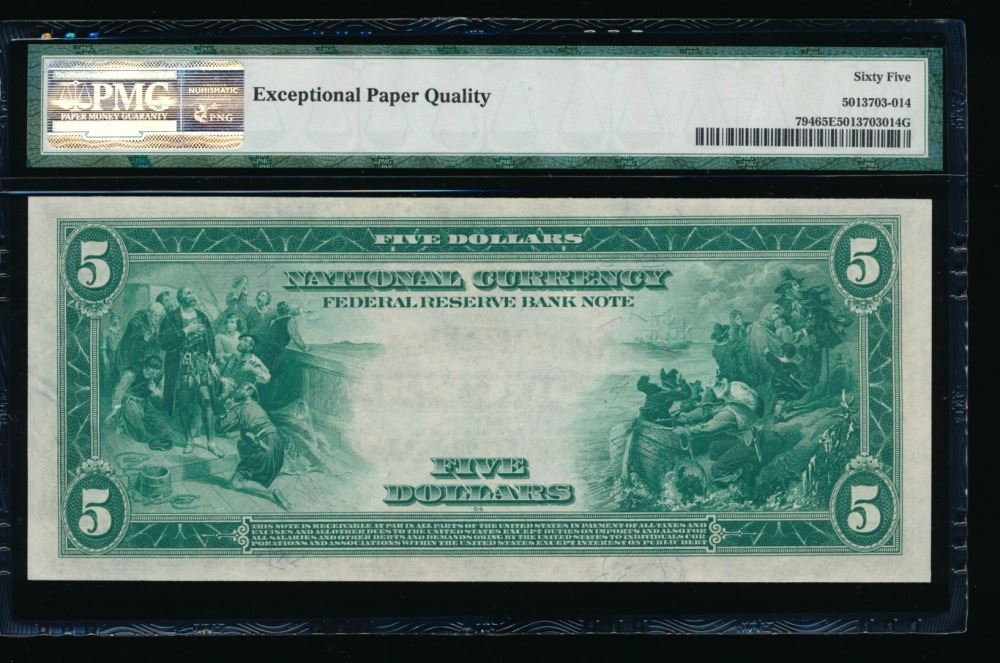 PMG
PAPER MONEY GUARANTY
NUMISMATIC
PNG
Exceptional Paper Quality
Sixty Five
5013703-014
79465E5013703014G
5
FIVE DOLLARS
5
NATIONAL CURRENCY
FEDERAL RESERVE BANK NOTE
FIVE
DOLLARS
54
5
5
THIS NOTE IS RECEIVABLE AT PAR IN ALL PARTS OF THE UNITED STATES IN PAYMENT OF ALL TAXES AND
EXCISES AND ALL OTHER DUES TO THE UNITED STATES EXCEPT DUTIES ON IMPORTS AND ALSO FOR
ALL SALARIES AND OTHER DEBTS AND DEMANDS OWING BY THE UNITED STATES TO INDIVIDUALS COR
PORATIONS AND ASSOCIATIONS WITHIN THE UNITED STATES EXCEPT INTEREST ON PUBLIC DEBT